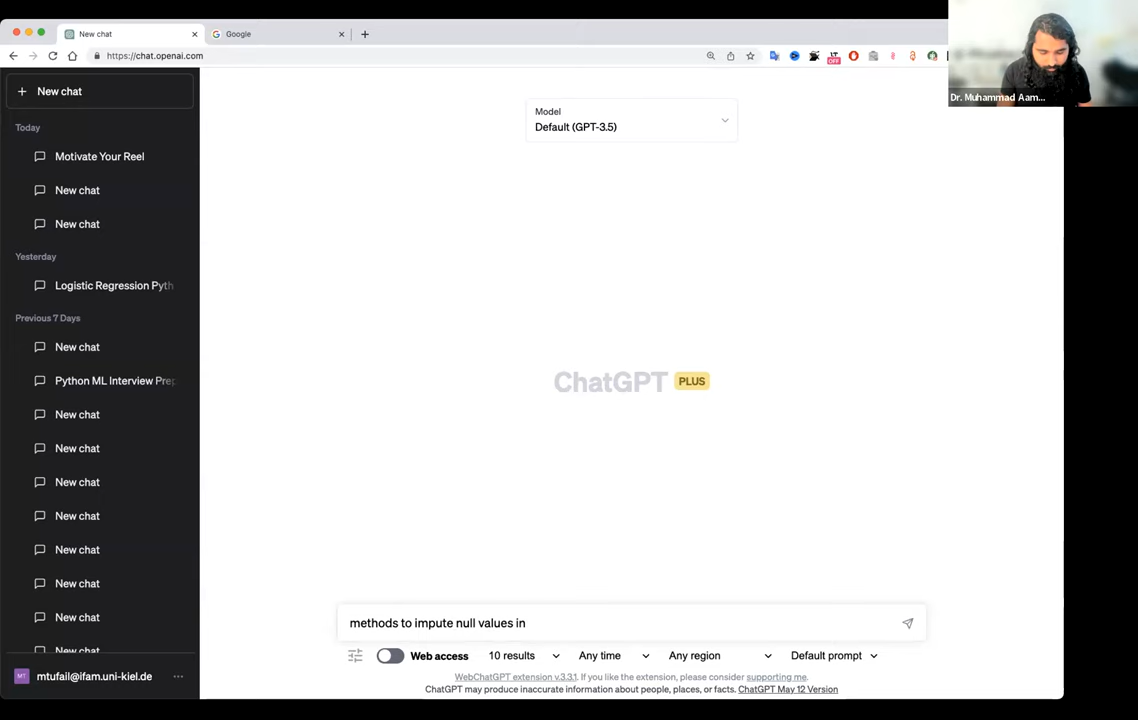 New chat
Google
https://chat.openai.com
OFF
Dr. Muhammad Aam...
New chat
Today
Motivate Your Reel
New chat
New chat
Yesterday
Logistic Regression Pyth
Previous 7 Days
New chat
Python ML Interview Prep
New chat
New chat
New chat
New chat
New chat
New chat
New chat
New chat
MT
mtufail@ifam.uni-kiel.de
Model
Default (GPT-3.5)
ChatGPT PLUS
methods to impute null values in
Web access
10 results
Any time
Any region
Default prompt
WebChatGPT extension v.3.3.1. If you like the extension, please consider supporting me.
ChatGPT may produce inaccurate information about people, places, or facts. ChatGPT May 12 Version